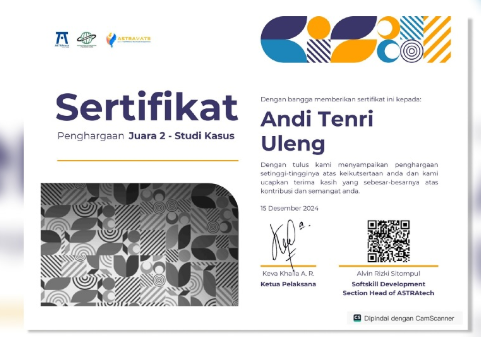 ASTRAVATE
Sertifikat
Penghargaan Juara 2 - Studi Kasus
Dengan bangga memberikan sertifikat ini kepada:
Andi Tenri
Uleng
Dengan tulus kami menyampaikan penghargaan
setinggi-tingginya atas keikutsertaan anda dan kami
ucapkan terima kasih yang sebesar-besarnya atas
kontribusi dan semangat anda.
15 Desember 2024
Keva Khalla A. R.
Ketua Pelaksana
Alvin Rizki Sitompul
Softskill Development
Section Head of ASTRAtech
CS Dipindai dengan CamScanner